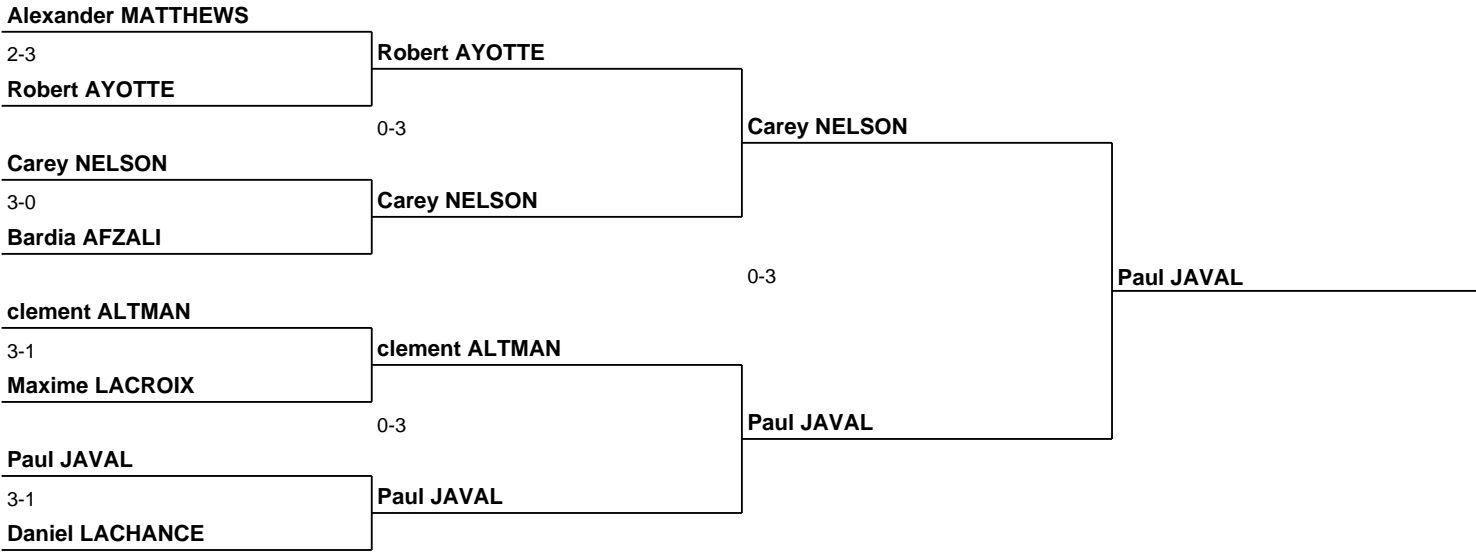 Alexander MATTHEWS
2-3
Robert AYOTTE
Robert AYOTTE
0-3
Carey NELSON
Carey NELSON
3-0
Carey NELSON
Bardia AFZALI
0-3
Paul JAVAL
clement ALTMAN
3-1
clement ALTMAN
Maxime LACROIX
0-3
Paul JAVAL
Paul JAVAL
3-1
Paul JAVAL
Daniel LACHANCE